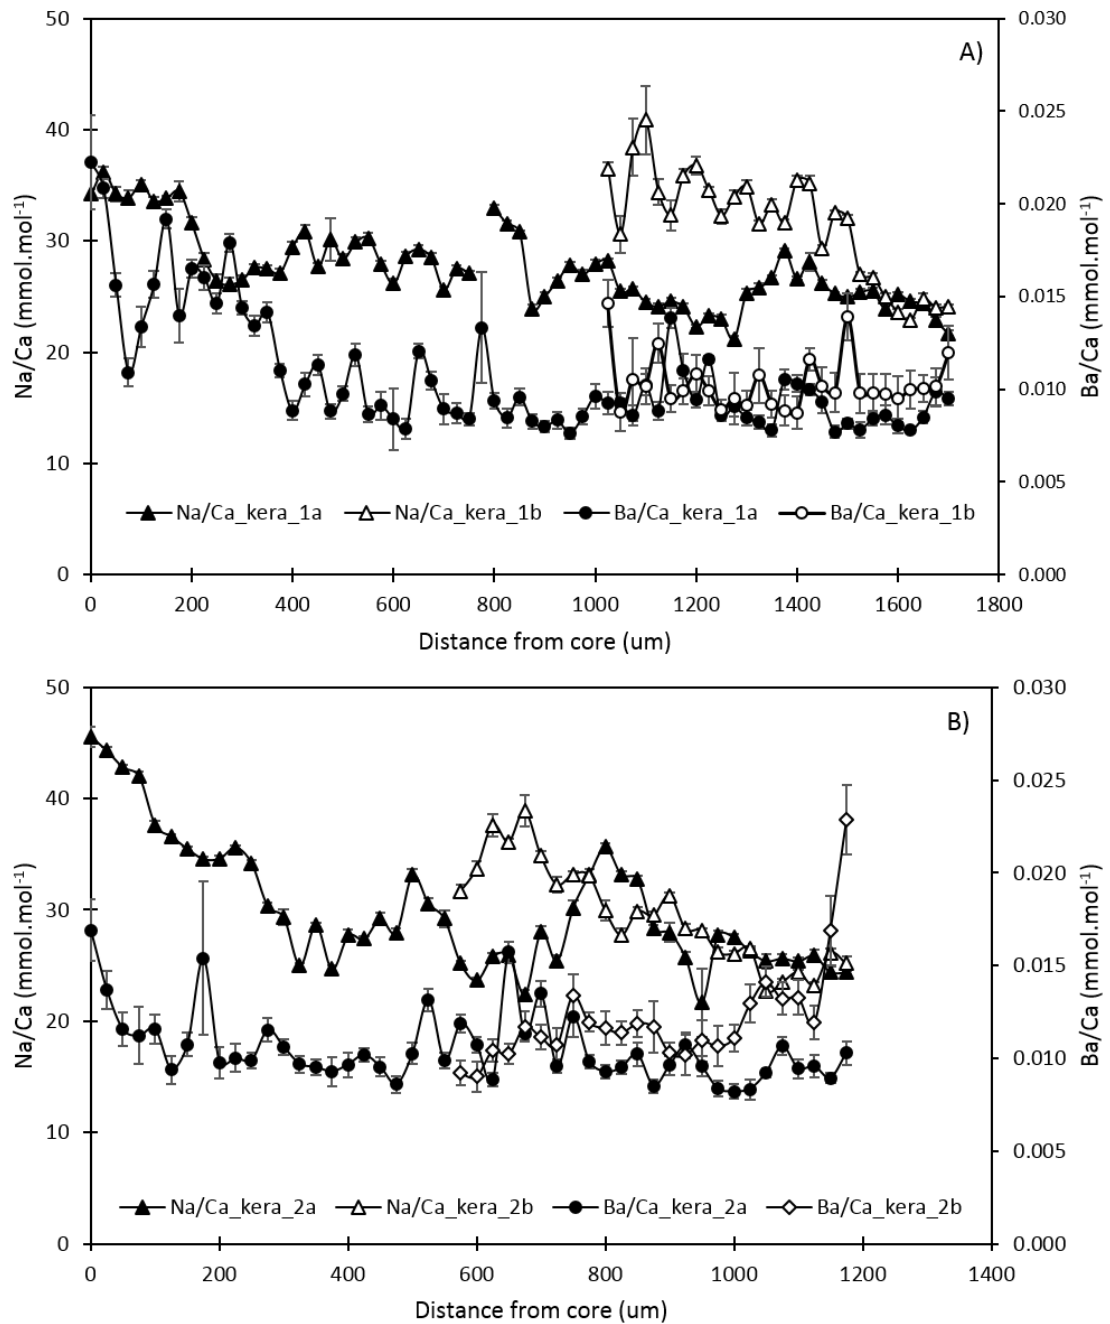 A)
50
40
30
20
10
0
Na/Ca (mmol.mol⁻¹)
0.030
0.025
0.020
0.015
0.010
0.005
0.000
Ba/Ca (mmol.mol⁻¹)
Na/Ca_kera_1a Na/Ca_kera_1b Ba/Ca_kera_1a Ba/Ca_kera_1b
0 200 400 600 800 1000 1200 1400 1600 1800
Distance from core (um)
B)
50
40
30
20
10
0
Na/Ca (mmol.mol⁻¹)
0.030
0.025
0.020
0.015
0.010
0.005
0.000
Ba/Ca (mmol.mol⁻¹)
Na/Ca_kera_2a Na/Ca_kera_2b Ba/Ca_kera_2a Ba/Ca_kera_2b
0 200 400 600 800 1000 1200 1400
Distance from core (um)